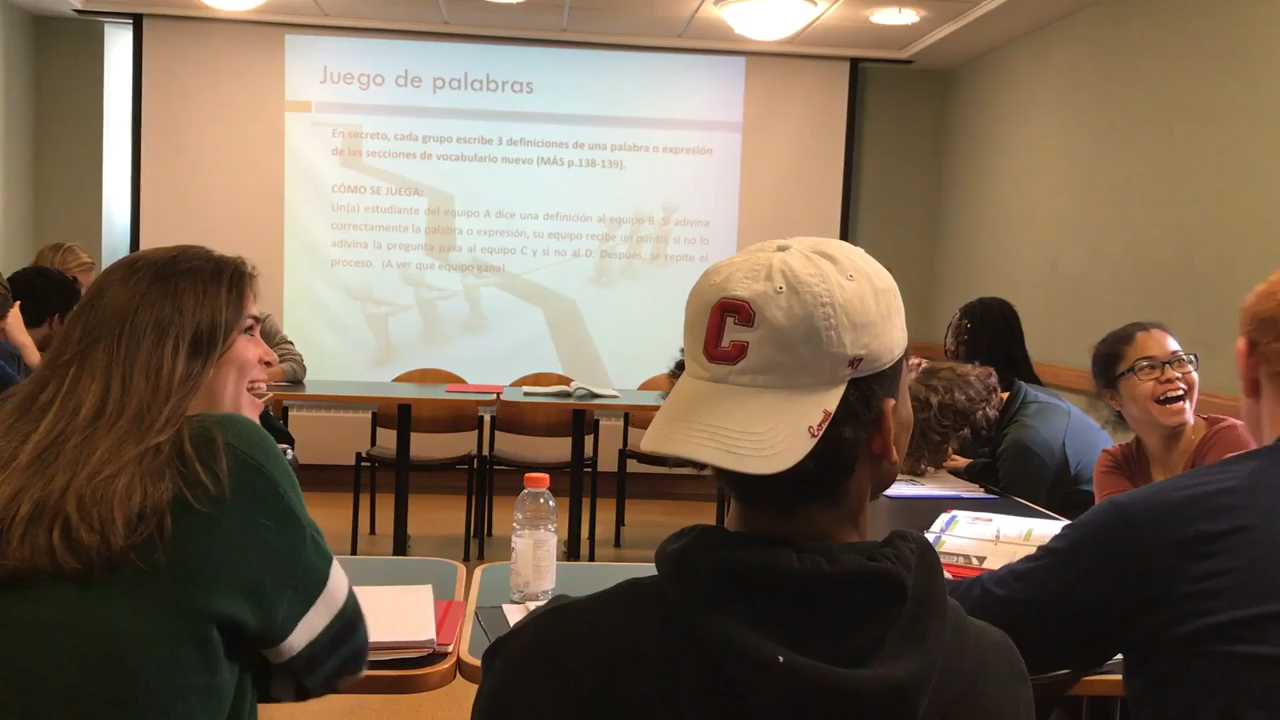 Juego de palabras
En secreto, cada grupo escribe 3 definiciones de una palabra o expresión
de las secciones de vocabulario nuevo (MÁS p.138-139).
CÓMO SE JUEGA:
Un(a) estudiante del equipo A dice una definición al equipo B. Si adivina
correctamente la palabra o expresión, su equipo recibe un punto; si no lo
adivina la pregunta pasa al equipo C y si no al D. Después, se repite el
proceso. ¡A ver qué equipo gana!
C
47
Cornell